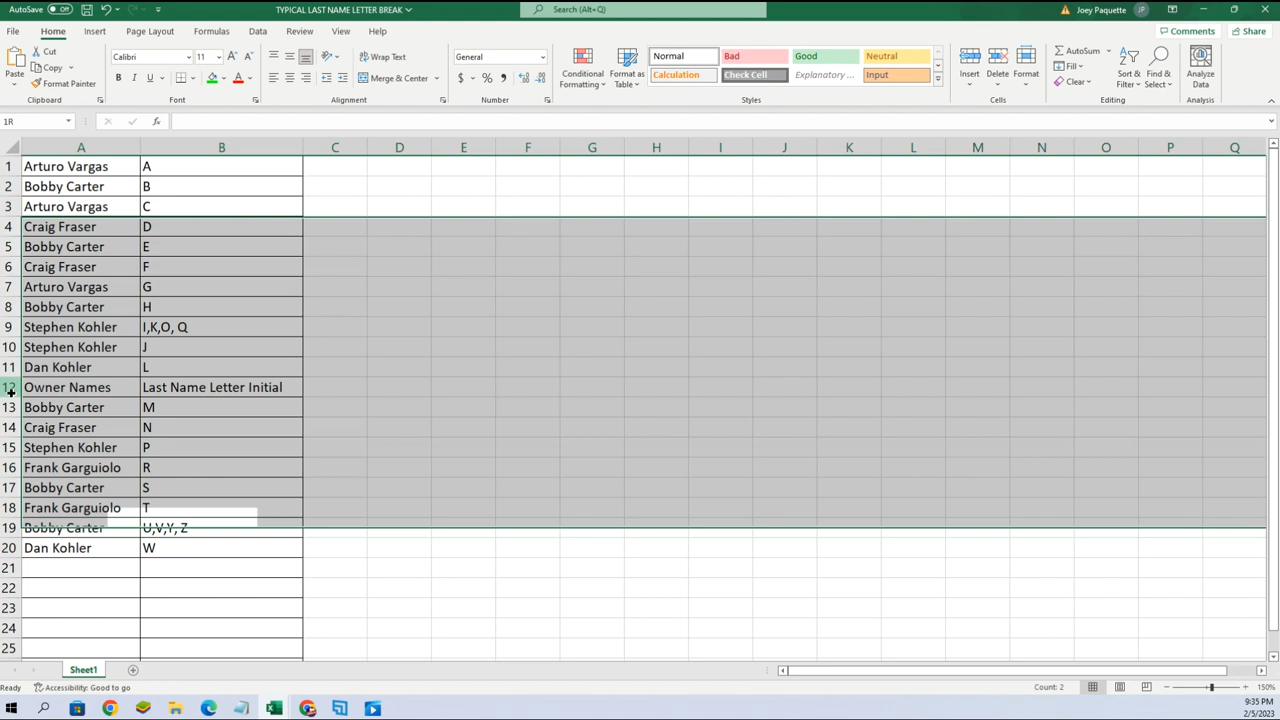 AutoSave Off TYPICAL LAST NAME LETTER BREAK Search (Alt+Q) Joey Paquette JP
File Home Insert Page Layout Formulas Data Review View Help Comments Share
Paste Cut Copy Format Painter Clipboard
Calibri 11 B I U A Font
Wrap Text Merge & Center Alignment
General $ % Number
Conditional Formatting Format as Table
Normal Bad Good Neutral
Calculation Check Cell Explanatory ... Input
Styles
Insert Delete Format Cells
AutoSum Fill Clear Sort & Filter Find & Select Editing
Analyze Data Analysis
1R fx
A B C D E F G H I J K L M N O P Q
1 Arturo Vargas A
2 Bobby Carter B
3 Arturo Vargas C
4 Craig Fraser D
5 Bobby Carter E
6 Craig Fraser F
7 Arturo Vargas G
8 Bobby Carter H
9 Stephen Kohler I,K,O, Q
10 Stephen Kohler J
11 Dan Kohler L
12 Owner Names Last Name Letter Initial
13 Bobby Carter M
14 Craig Fraser N
15 Stephen Kohler P
16 Frank Garguiolo R
17 Bobby Carter S
18 Frank Garguiolo T
19 Bobby Carter U,V,Y, Z
20 Dan Kohler W
21
22
23
24
25
Sheet1
Ready Accessibility: Good to go Count: 2 150%
9:35 PM
2/5/2023